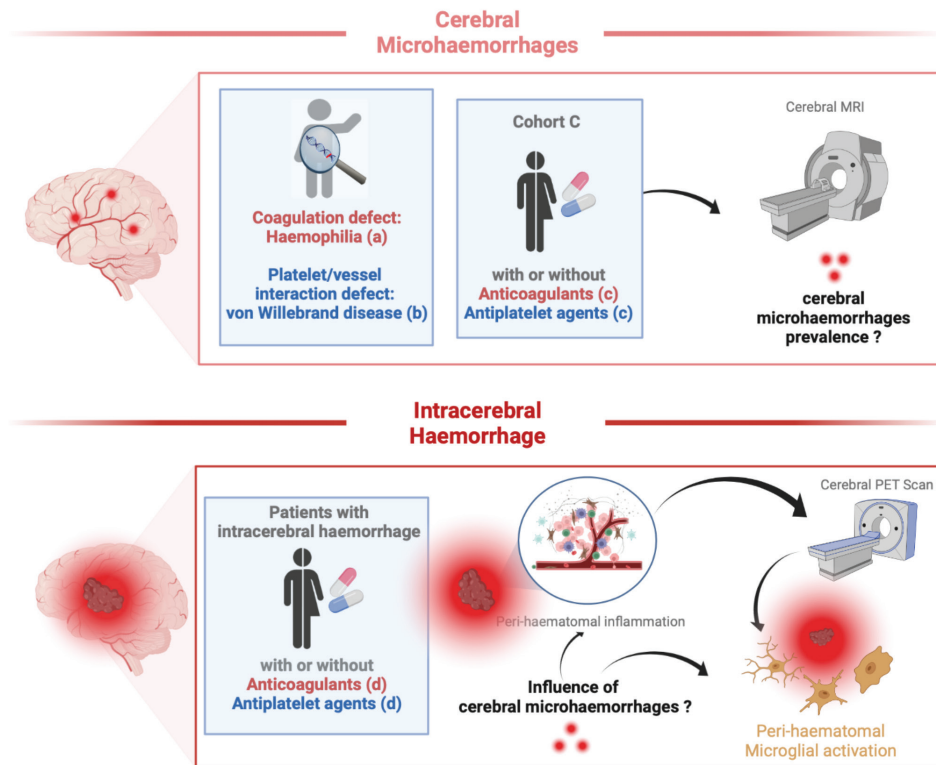 Cerebral
Microhaemorrhages
Coagulation defect:
Haemophilia (a)
Platelet/vessel
interaction defect:
von Willebrand disease (b)
Cohort C
with or without
Anticoagulants (c)
Antiplatelet agents (c)
Cerebral MRI
cerebral
microhaemorrhages
prevalence ?
Intracerebral
Haemorrhage
Patients with
intracerebral haemorrhage
with or without
Anticoagulants (d)
Antiplatelet agents (d)
Peri-haematomal inflammation
Influence of
cerebral microhaemorrhages ?
Cerebral PET Scan
Peri-haematomal
Microglial activation